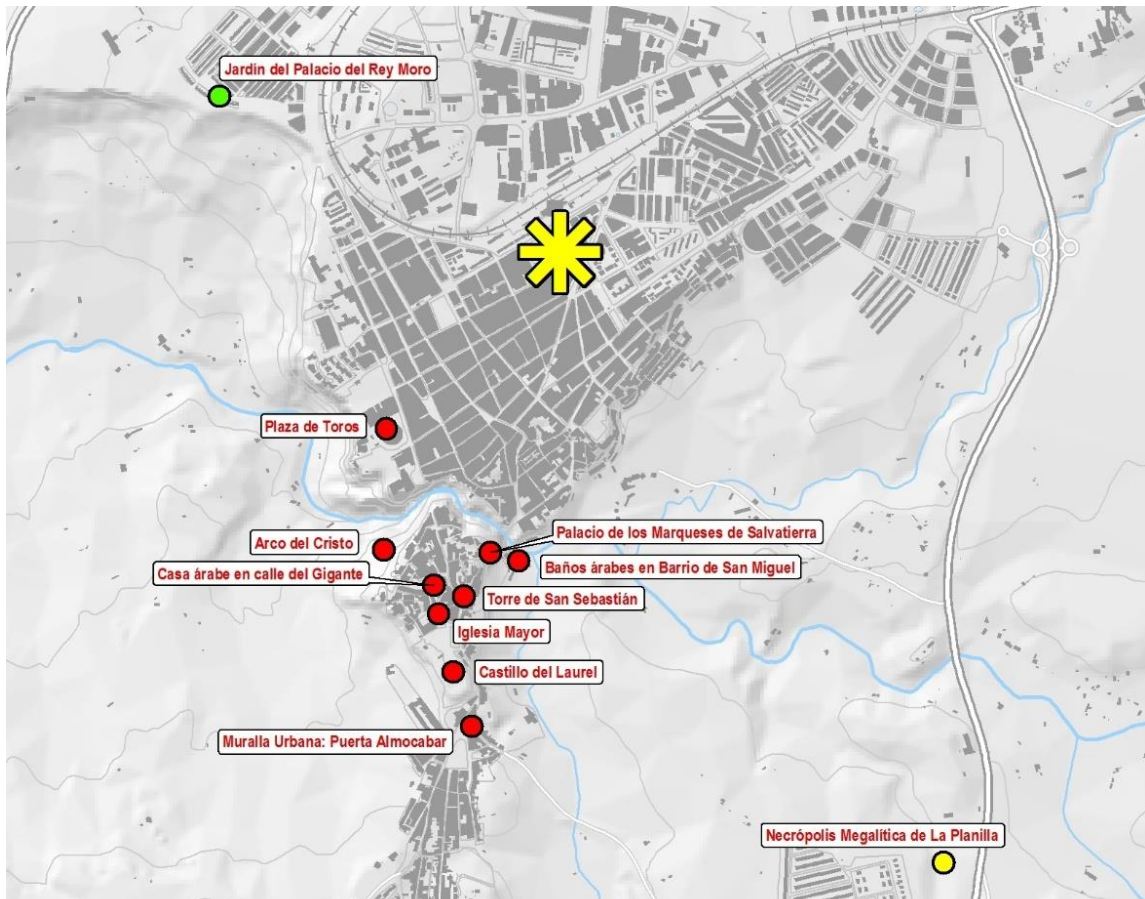 Jardín del Palacio del Rey Moro
Plaza de Toros
Arco del Cristo
Palacio de los Marqueses de Salvatierra
Baños árabes en Barrio de San Miguel
Casa árabe en calle del Gigante
Torre de San Sebastián
Iglesia Mayor
Castillo del Laurel
Muralla Urbana: Puerta Almocabar
Necrópolis Megalítica de La Planilla